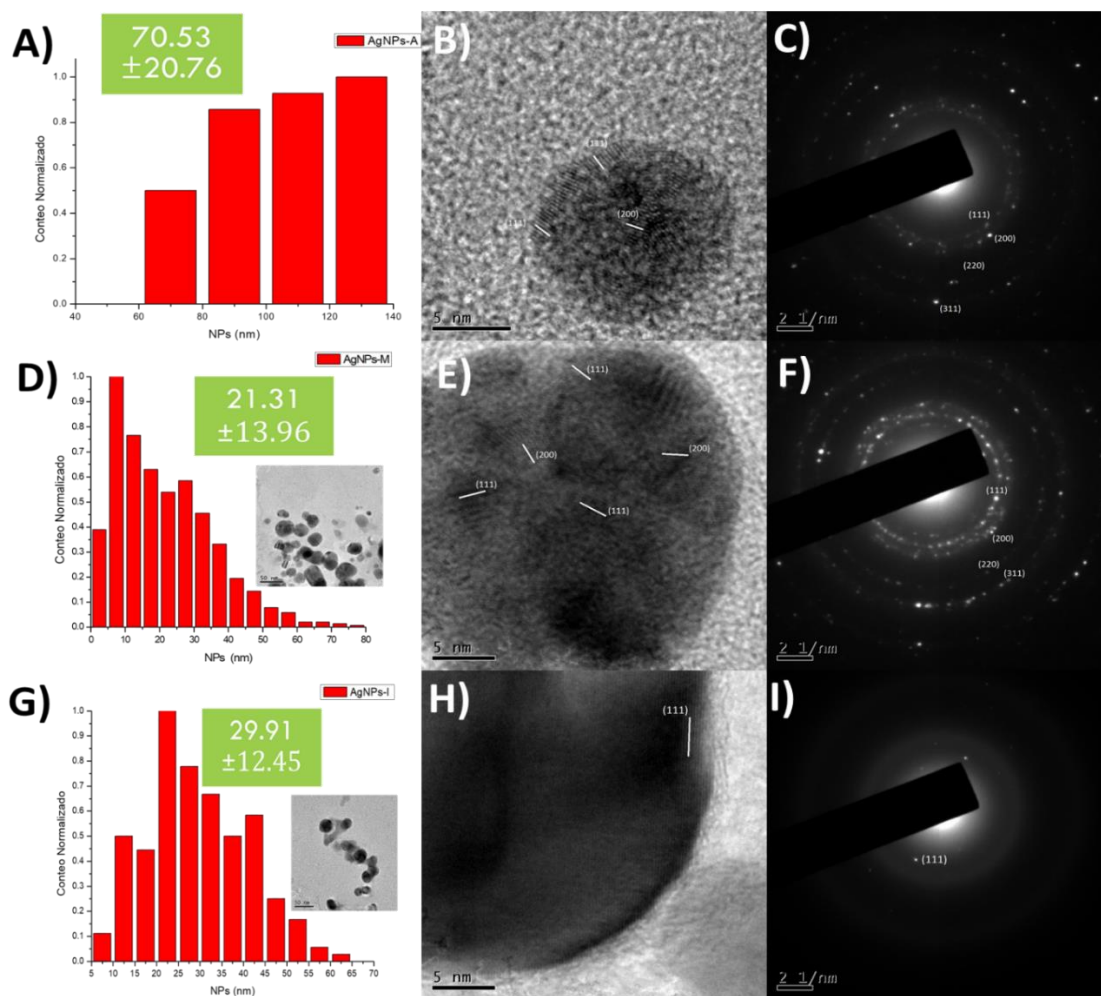 A)
70.53
±20.76
AgNPs-A
Conteo Normalizado
1.0
0.8
0.6
0.4
0.2
0.0
40 60 80 100 120 140
NPs (nm)
B)
(111)
(111)
(200)
5 nm
C)
(111)
(200)
(220)
(311)
2 1/nm
D)
AgNPs-M
21.31
±13.96
Conteo Normalizado
1.0
0.9
0.8
0.7
0.6
0.5
0.4
0.3
0.2
0.1
0.0
0 10 20 30 40 50 60 70 80
NPs (nm)
50 nm
E)
(111)
(200)
(200)
(111)
(111)
5 nm
F)
(111)
(200)
(220)
(311)
2 1/nm
G)
AgNPs-I
29.91
±12.45
Conteo Normalizado
1.0
0.9
0.8
0.7
0.6
0.5
0.4
0.3
0.2
0.1
0.0
5 10 15 20 25 30 35 40 45 50 55 60 65 70
NPs (nm)
50 nm
H)
(111)
5 nm
I)
(111)
2 1/nm